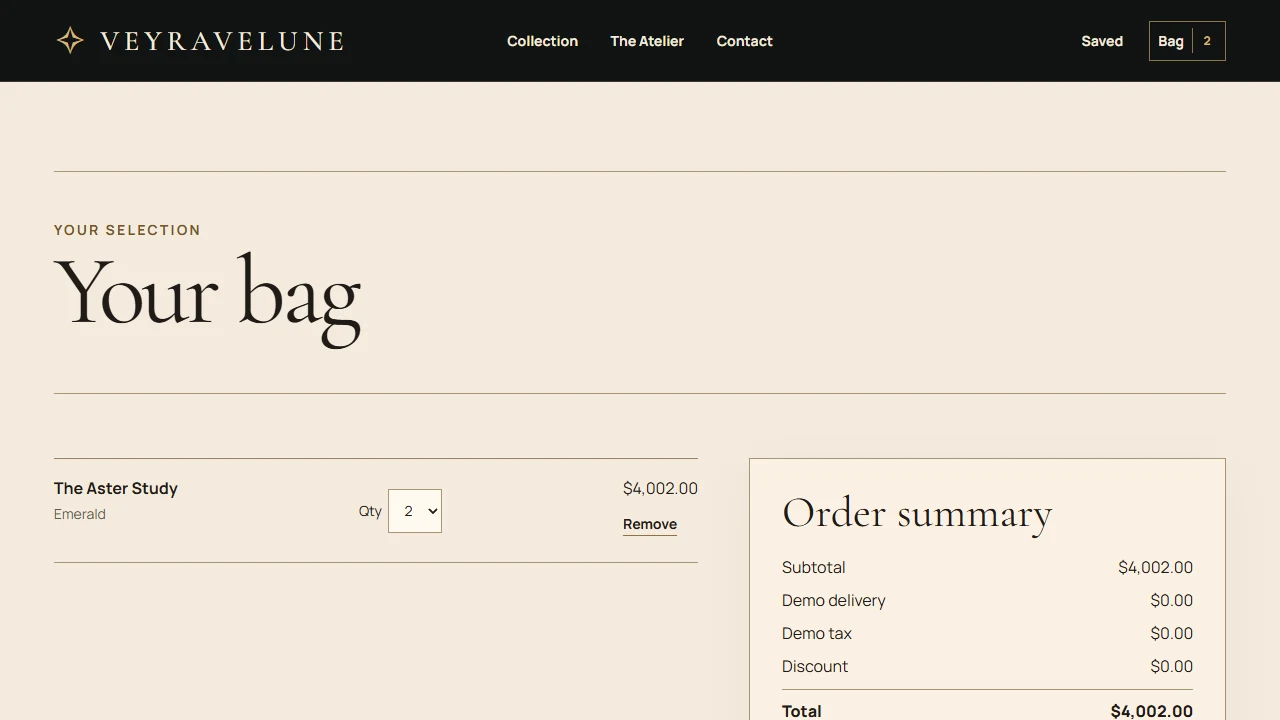 VEYRAVELUNE
Collection
The Atelier
Contact
Saved
Bag 2
YOUR SELECTION
Your bag
The Aster Study
Emerald
Qty 2
$4,002.00
Remove
Order summary
Subtotal $4,002.00
Demo delivery $0.00
Demo tax $0.00
Discount $0.00
Total $4,002.00